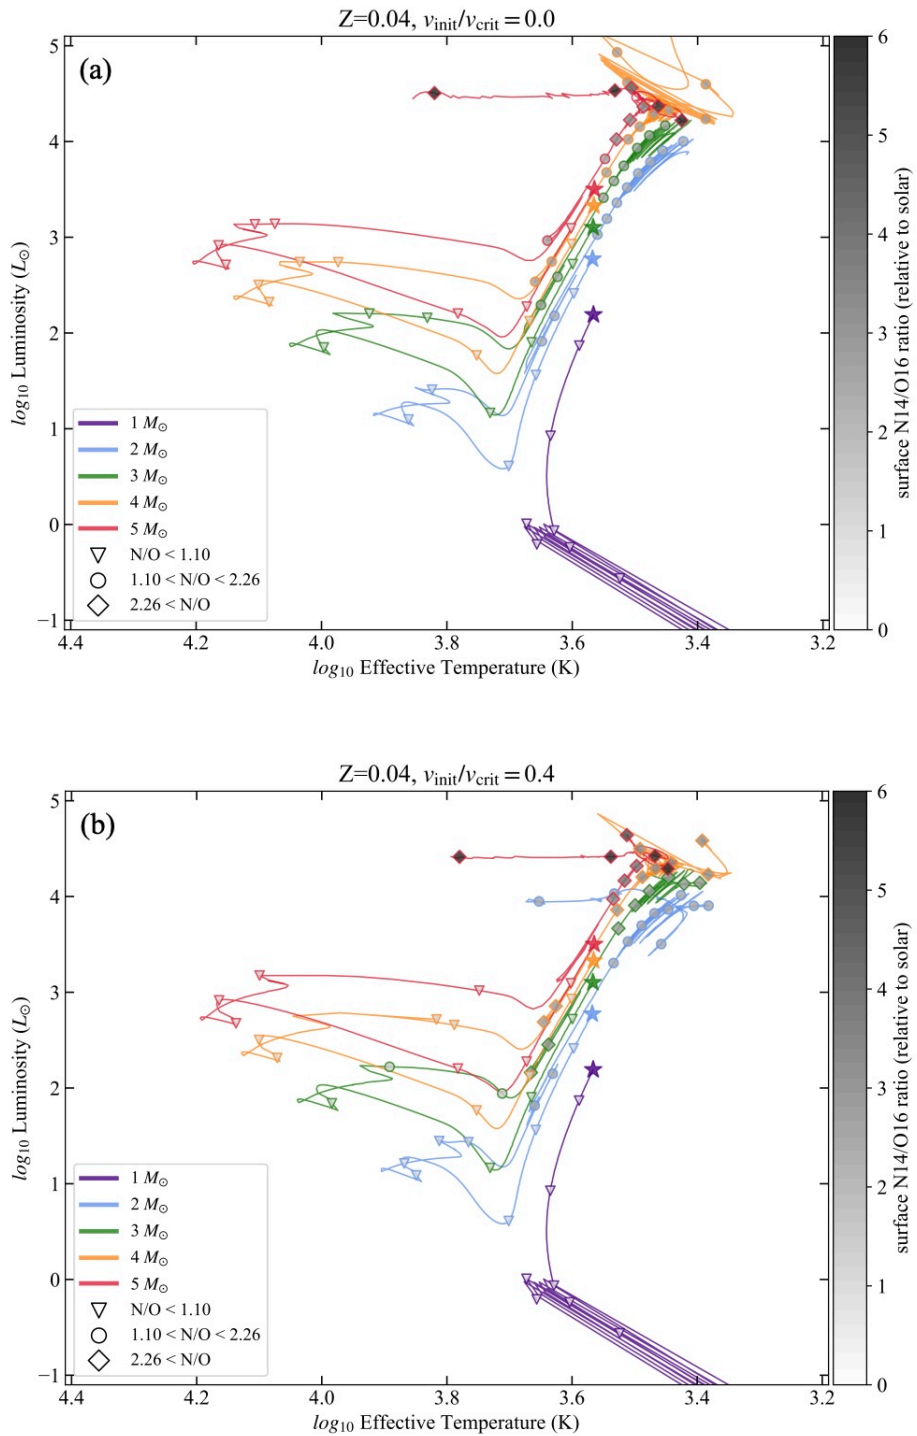 Z=0.04, v_init/v_crit = 0.0
(a)
5
4
3
2
1
0
−1
log₁₀ Luminosity (L⊙)
1 M⊙
2 M⊙
3 M⊙
4 M⊙
5 M⊙
N/O < 1.10
1.10 < N/O < 2.26
2.26 < N/O
4.4 4.2 4.0 3.8 3.6 3.4 3.2
log₁₀ Effective Temperature (K)
6
5
4
3
2
1
0
surface N14/O16 ratio (relative to solar)
Z=0.04, v_init/v_crit = 0.4
(b)
5
4
3
2
1
0
−1
log₁₀ Luminosity (L⊙)
1 M⊙
2 M⊙
3 M⊙
4 M⊙
5 M⊙
N/O < 1.10
1.10 < N/O < 2.26
2.26 < N/O
4.4 4.2 4.0 3.8 3.6 3.4 3.2
log₁₀ Effective Temperature (K)
6
5
4
3
2
1
0
surface N14/O16 ratio (relative to solar)